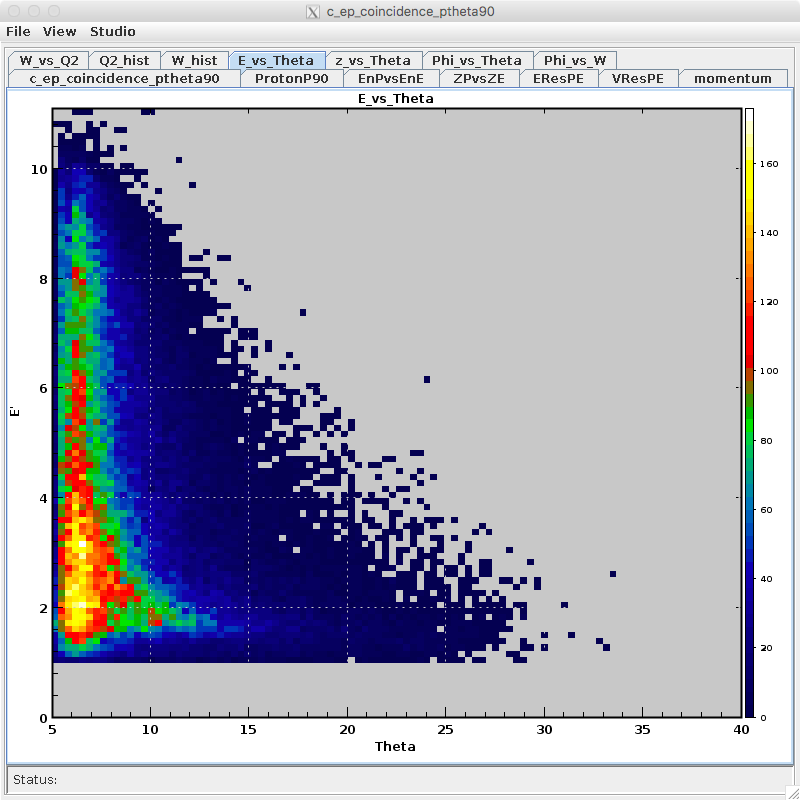 c_ep_coincidence_ptheta90
File View Studio
W_vs_Q2 Q2_hist W_hist E_vs_Theta z_vs_Theta Phi_vs_Theta Phi_vs_W
c_ep_coincidence_ptheta90 ProtonP90 EnPvsEnE ZPvsZE EResPE VResPE momentum
E_vs_Theta
10
8
6
4
2
0
E'
5 10 15 20 25 30 35 40
Theta
160
140
120
100
80
60
40
20
0
Status: